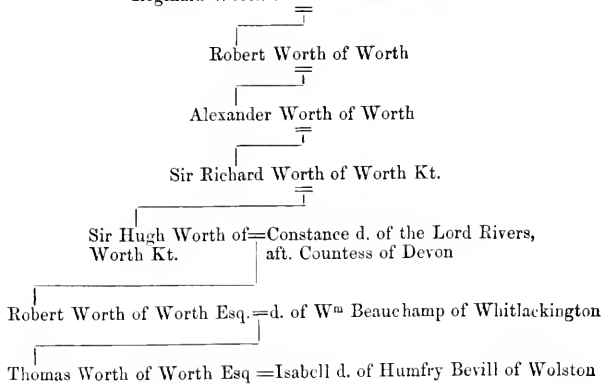 Robert Worth of Worth
Alexander Worth of Worth
Sir Richard Worth of Worth Kt.
Sir Hugh Worth of=Constance d. of the Lord Rivers,
Worth Kt. aft. Countess of Devon
Robert Worth of Worth Esq.=d. of Wᵐ Beauchamp of Whitlackington
Thomas Worth of Worth Esq =Isabell d. of Humfry Bevill of Wolston